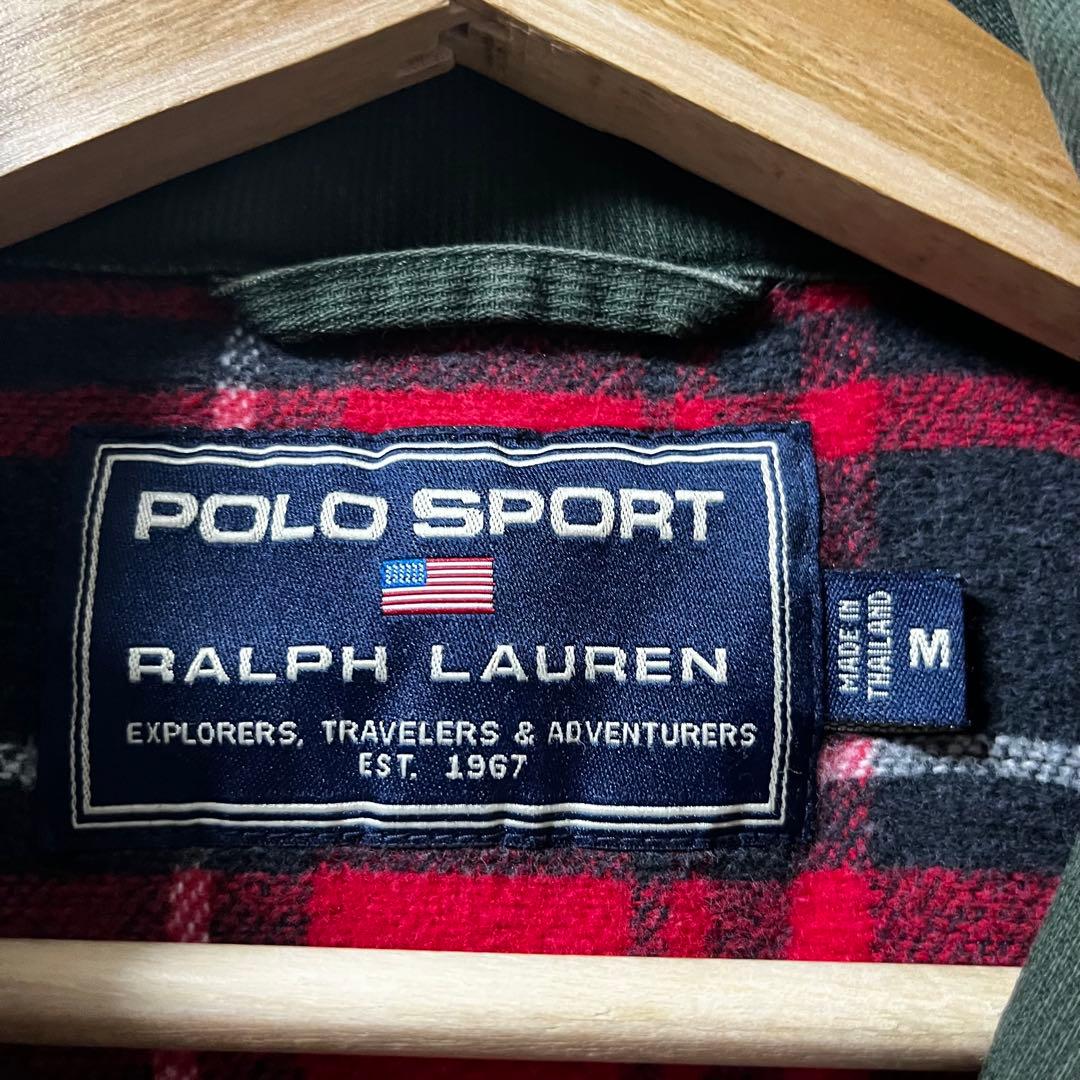 POLO SPORT
RALPH LAUREN
EXPLORERS, TRAVELERS & ADVENTURERS
EST. 1967
MADE IN
THAILAND
M